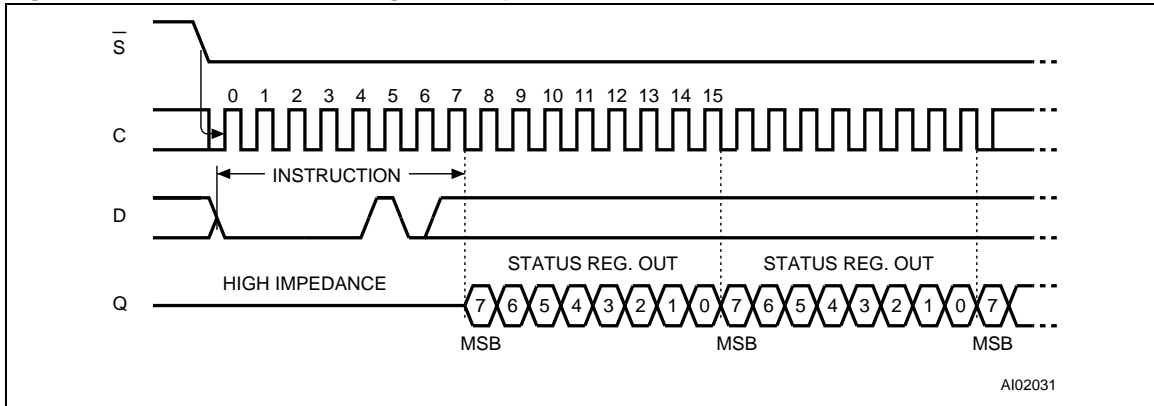 S
0 1 2 3 4 5 6 7 8 9 10 11 12 13 14 15
C
INSTRUCTION
D
STATUS REG. OUT STATUS REG. OUT
HIGH IMPEDANCE
Q 7 6 5 4 3 2 1 0 7 6 5 4 3 2 1 0 7
MSB MSB MSB
AI02031